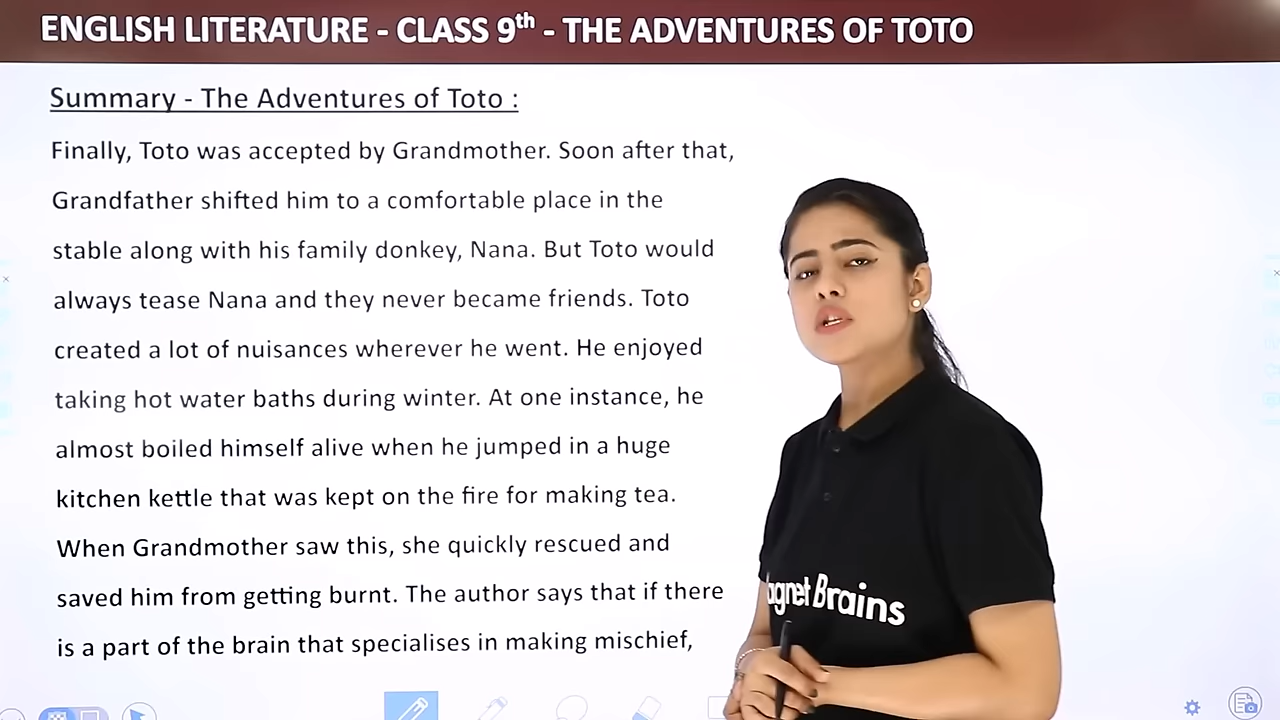 ENGLISH LITERATURE - CLASS 9th - THE ADVENTURES OF TOTO
Summary - The Adventures of Toto :
Finally, Toto was accepted by Grandmother. Soon after that,
Grandfather shifted him to a comfortable place in the
stable along with his family donkey, Nana. But Toto would
always tease Nana and they never became friends. Toto
created a lot of nuisances wherever he went. He enjoyed
taking hot water baths during winter. At one instance, he
almost boiled himself alive when he jumped in a huge
kitchen kettle that was kept on the fire for making tea.
When Grandmother saw this, she quickly rescued and
saved him from getting burnt. The author says that if there
is a part of the brain that specialises in making mischief,
agnet Brains